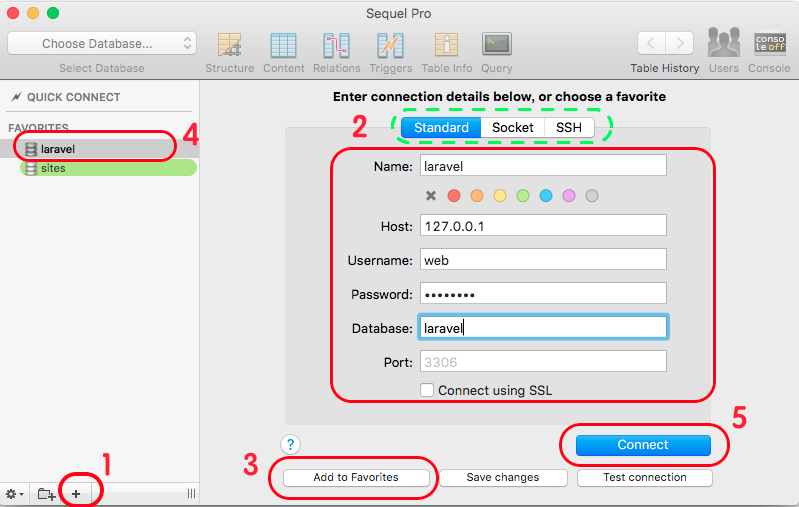 Sequel Pro
Choose Database...
Select Database
Structure
Content
Relations
Triggers
Table Info
Query
Table History
Users
conso
le off
Console
QUICK CONNECT
FAVORITES
4
laravel
sites
Enter connection details below, or choose a favorite
2
Standard
Socket
SSH
Name: laravel
Host: 127.0.0.1
Username: web
Password: ••••••••
Database: laravel
Port: 3306
Connect using SSL
5
?
Connect
1
3
Add to Favorites
Save changes
Test connection
+